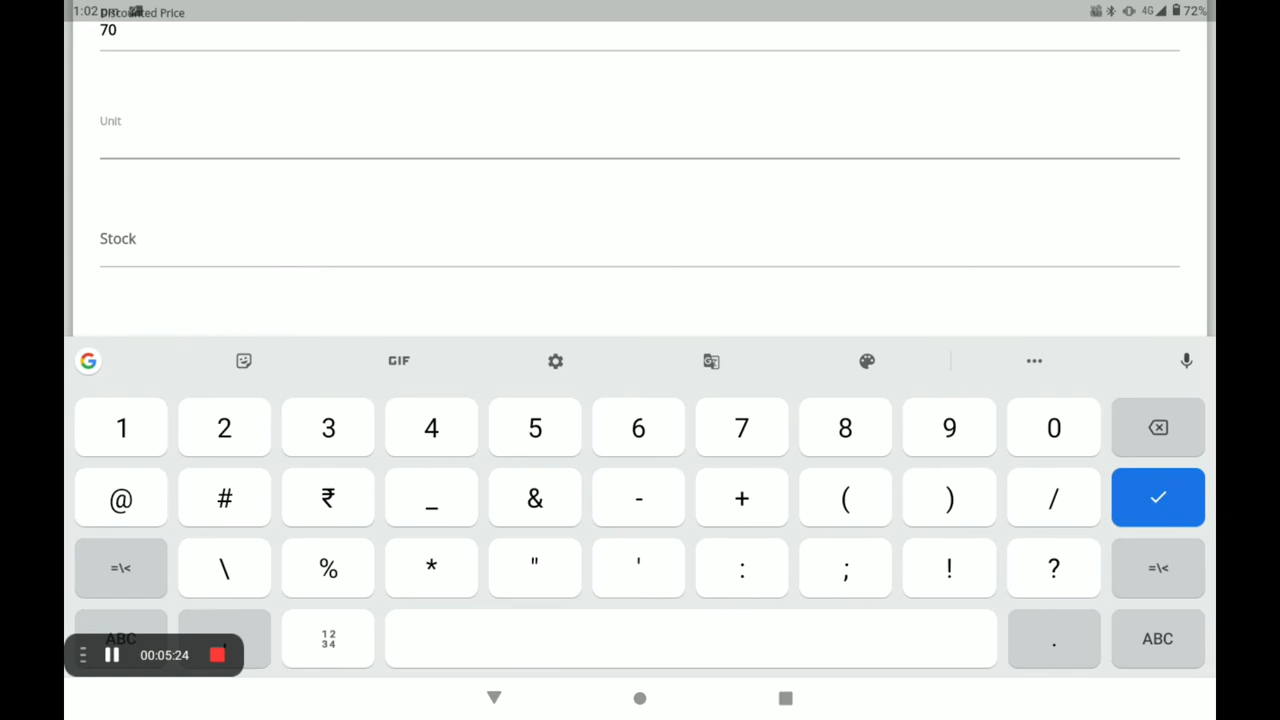 1:02 pm Discounted Price 4G 72%
70
Unit
Stock
G GIF
1 2 3 4 5 6 7 8 9 0
@ # ₹ _ & - + ( ) /
=\< \ % * " ' : ; ! ? =\<
ABC , 12 34 . ABC
00:05:24